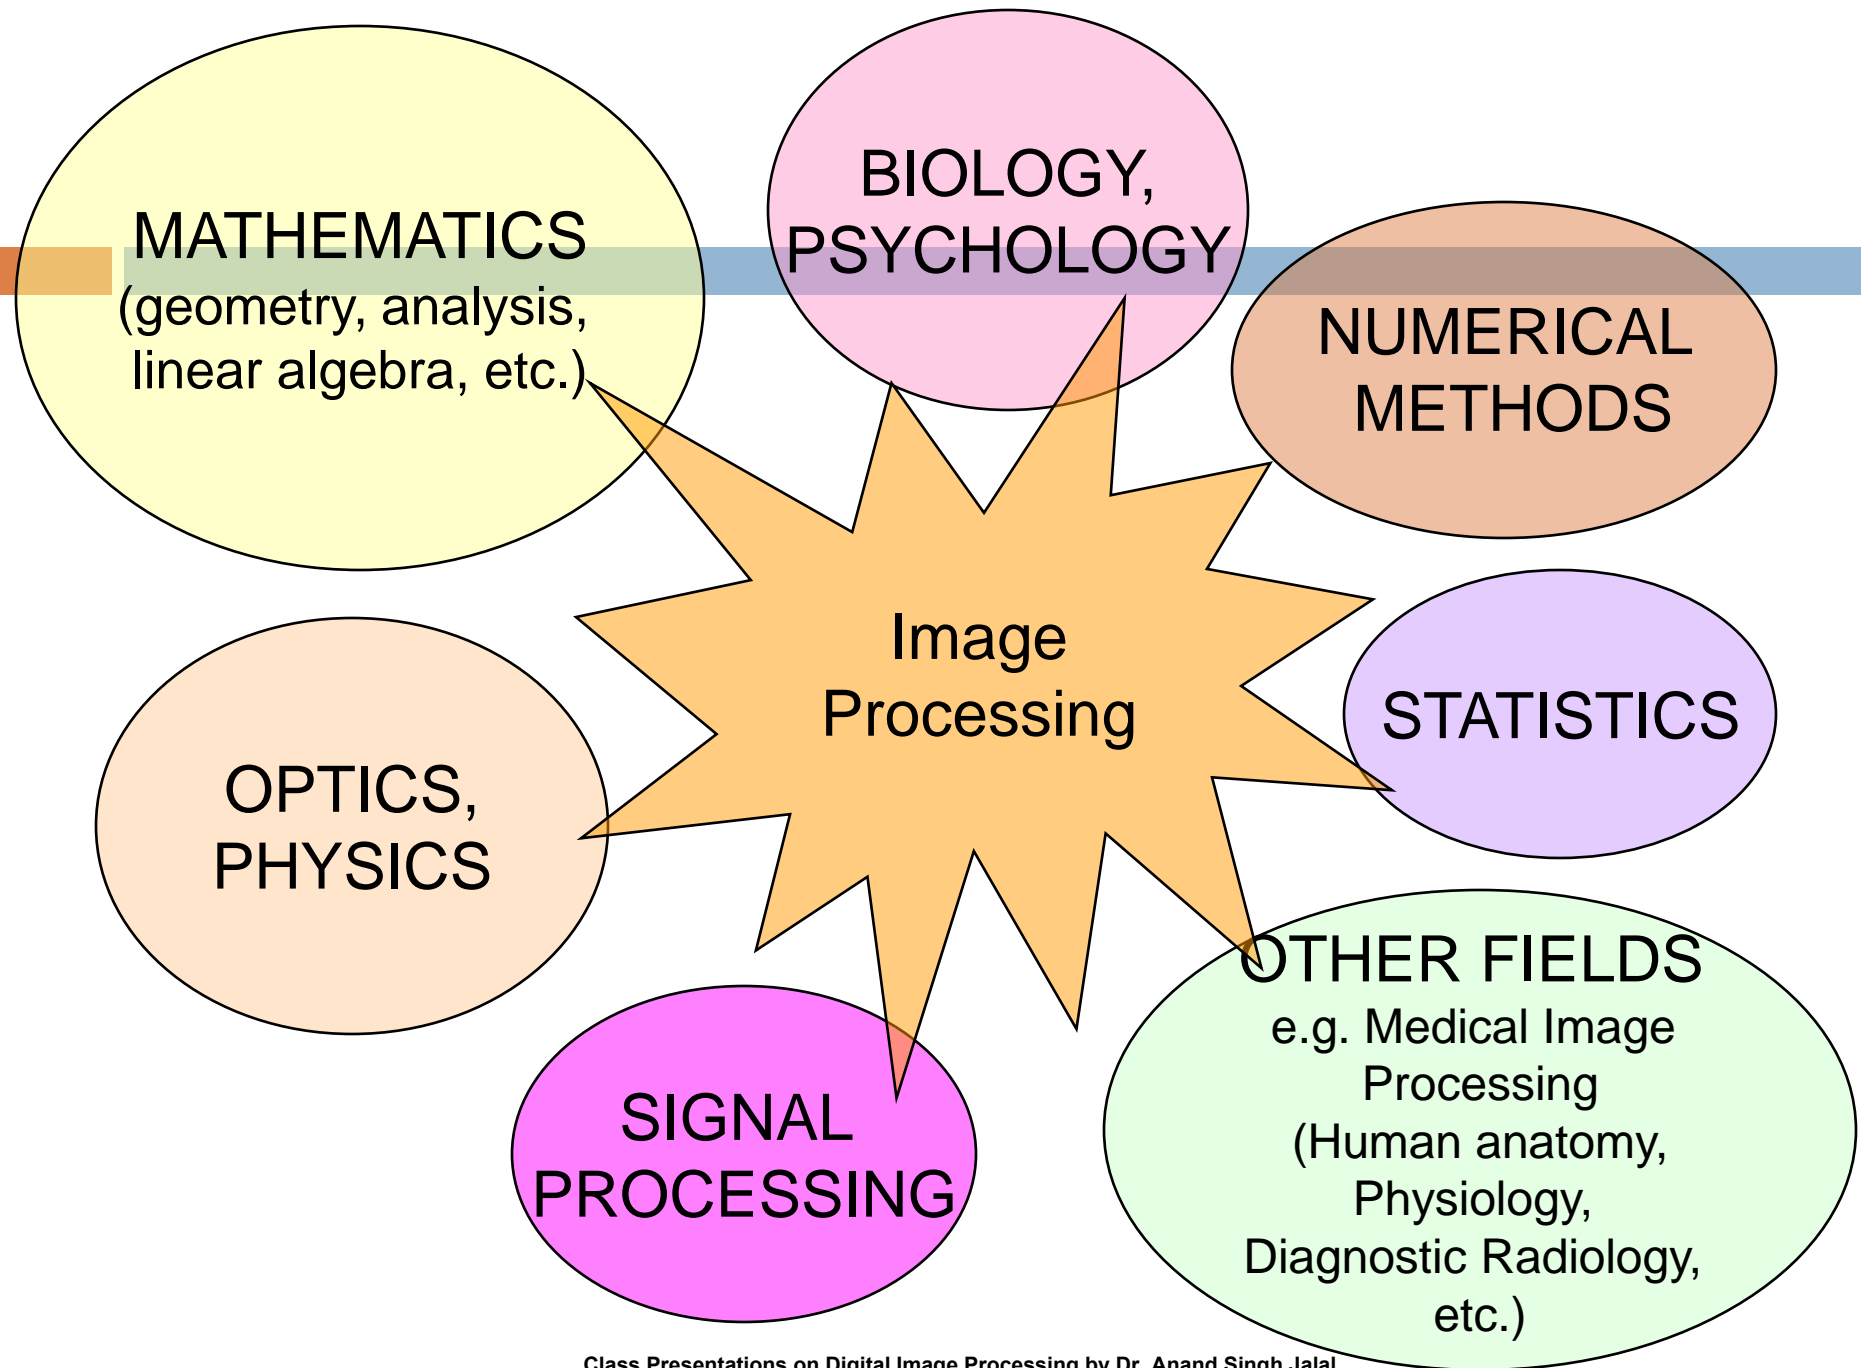 MATHEMATICS
(geometry, analysis,
linear algebra, etc.)
BIOLOGY,
PSYCHOLOGY
NUMERICAL
METHODS
Image
Processing
STATISTICS
OPTICS,
PHYSICS
SIGNAL
PROCESSING
OTHER FIELDS
e.g. Medical Image
Processing
(Human anatomy,
Physiology,
Diagnostic Radiology,
etc.)
Class Presentations on Digital Image Processing by Dr. Anand Singh Jalal